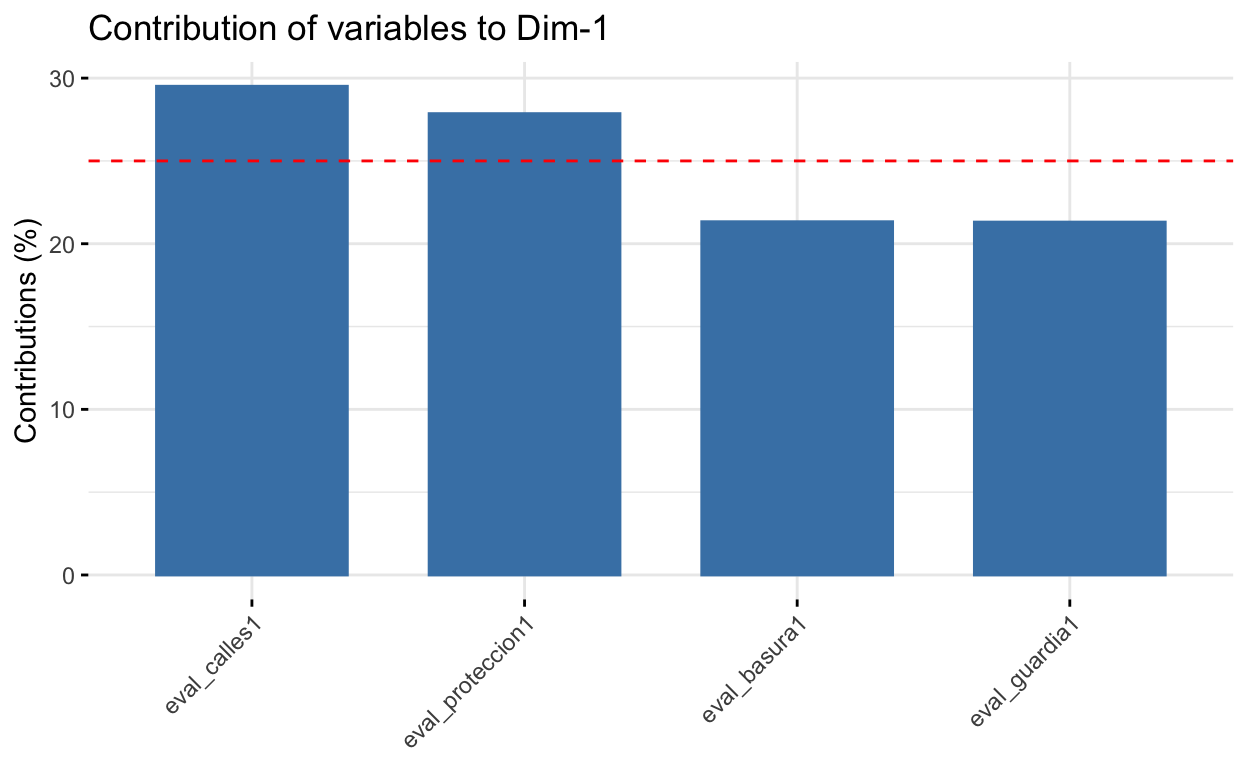 Contribution of variables to Dim-1
Contributions (%)
30
20
10
0
eval_calles1
eval_proteccion1
eval_basura1
eval_guardia1